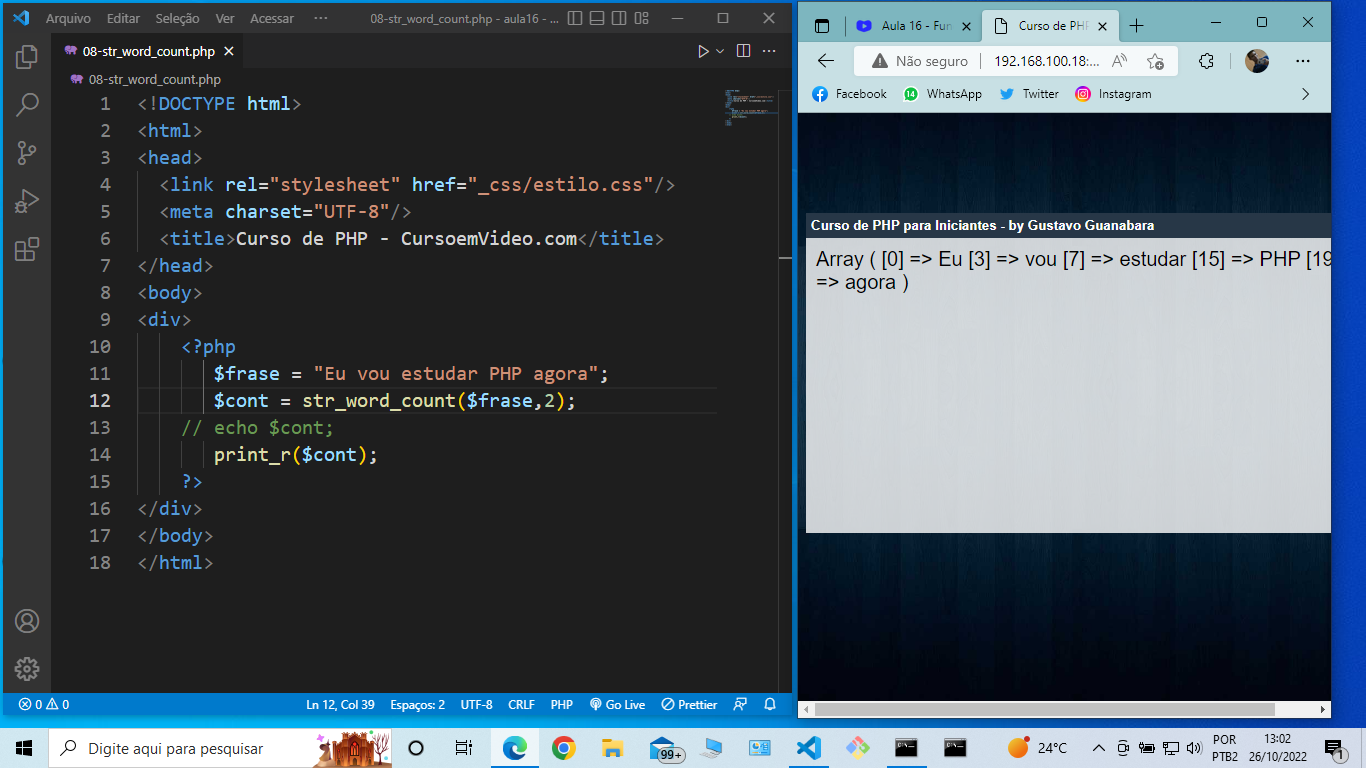 Arquivo Editar Seleção Ver Acessar ··· 08-str_word_count.php - aula16 - ...
08-str_word_count.php
08-str_word_count.php
1 <!DOCTYPE html>
2 <html>
3 <head>
4 <link rel="stylesheet" href="_css/estilo.css"/>
5 <meta charset="UTF-8"/>
6 <title>Curso de PHP - CursoemVideo.com</title>
7 </head>
8 <body>
9 <div>
10 <?php
11 $frase = "Eu vou estudar PHP agora";
12 $cont = str_word_count($frase,2);
13 // echo $cont;
14 print_r($cont);
15 ?>
16 </div>
17 </body>
18 </html>
0 0 Ln 12, Col 39 Espaços: 2 UTF-8 CRLF PHP Go Live Prettier
Aula 16 - Fun Curso de PHP
Não seguro 192.168.100.18:...
Facebook 14 WhatsApp Twitter Instagram
Curso de PHP para Iniciantes - by Gustavo Guanabara
Array ( [0] => Eu [3] => vou [7] => estudar [15] => PHP [19
=> agora )
Digite aqui para pesquisar 99+ 24°C POR 13:02
PTB2 26/10/2022 1